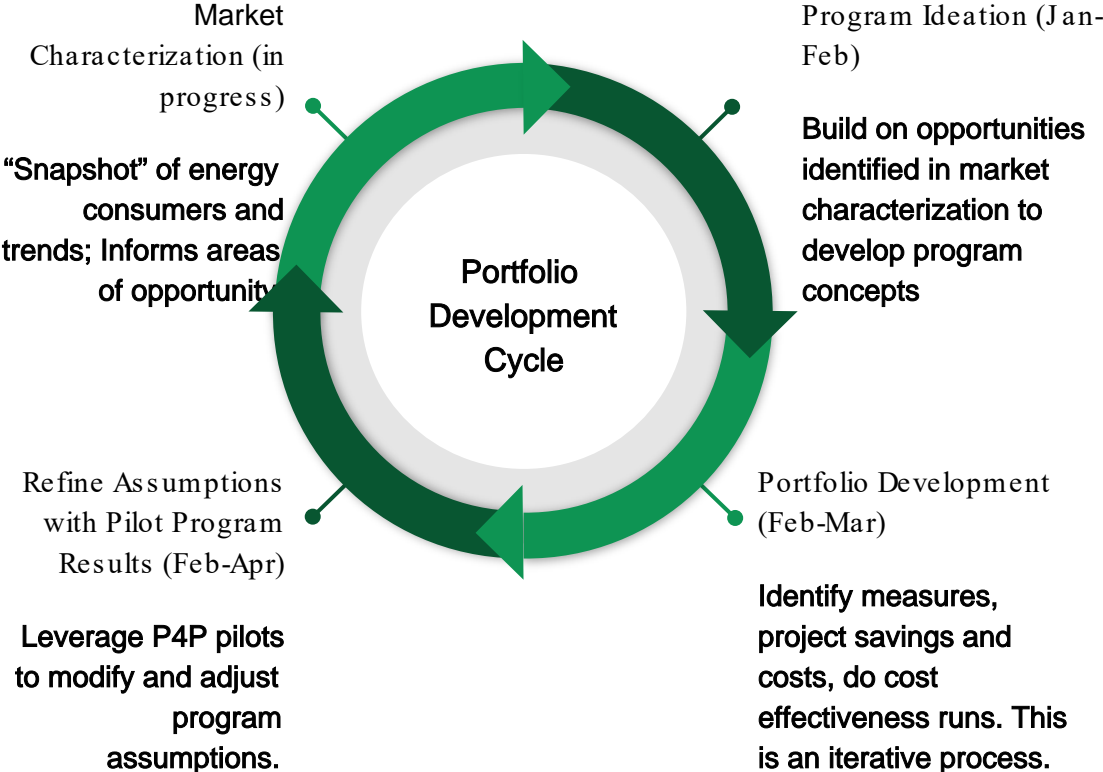 Market
Characterization (in
progress)
“Snapshot” of energy
consumers and
trends; Informs areas
of opportunity
Program Ideation (Jan-
Feb)
Build on opportunities
identified in market
characterization to
develop program
concepts
Portfolio
Development
Cycle
Refine Assumptions
with Pilot Program
Results (Feb-Apr)
Leverage P4P pilots
to modify and adjust
program
assumptions.
Portfolio Development
(Feb-Mar)
Identify measures,
project savings and
costs, do cost
effectiveness runs. This
is an iterative process.